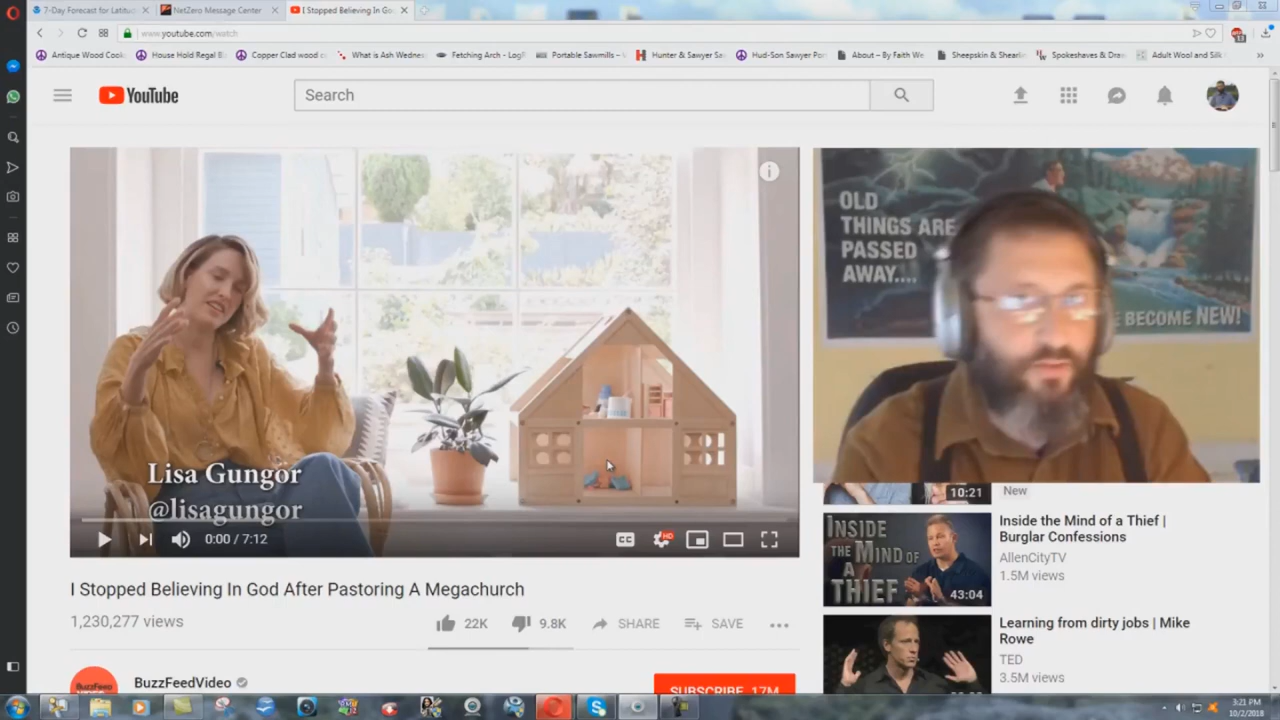 7-Day Forecast for Latitud
NetZero Message Center
I Stopped Believing In Go
www.youtube.com/watch
Antique Wood Cook
House Hold Regal B
Copper Clad wood c
What is Ash Wednes
Fetching Arch - Log
Portable Sawmills -
Hunter & Sawyer Sa
Hud-Son Sawyer Por
About – By Faith We
Sheepskin & Shearli
Spokeshaves & Draw
Adult Wool and Silk
YouTube
Search
OLD
THINGS ARE
PASSED
AWAY....
BECOME NEW!
Lisa Gungor
@lisagungor
0:00 / 7:12
CC
HD
I Stopped Believing In God After Pastoring A Megachurch
1,230,277 views
22K
9.8K
SHARE
SAVE
BuzzFeedVideo
SUBSCRIBE 17M
10:21
New
INSIDE
THE MIND OF
A THIEF
43:04
Inside the Mind of a Thief |
Burglar Confessions
AllenCityTV
1.5M views
Learning from dirty jobs | Mike
Rowe
TED
3.5M views
3:21 PM
10/2/2018